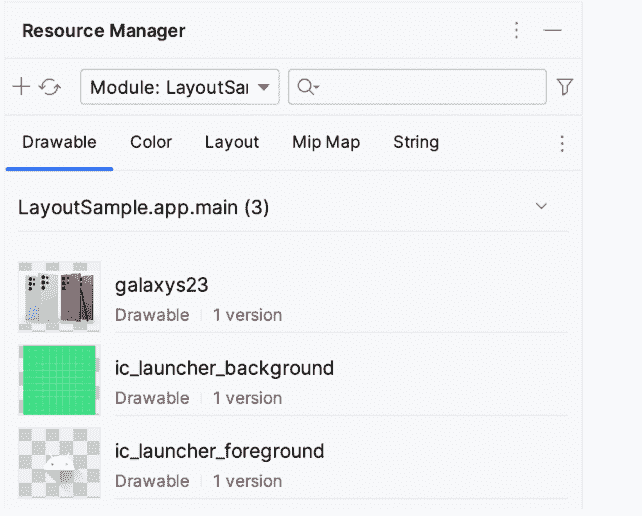 Resource Manager
Module: LayoutSa
Drawable Color Layout Mip Map String
LayoutSample.app.main (3)
galaxys23
Drawable 1 version
ic_launcher_background
Drawable 1 version
ic_launcher_foreground
Drawable 1 version